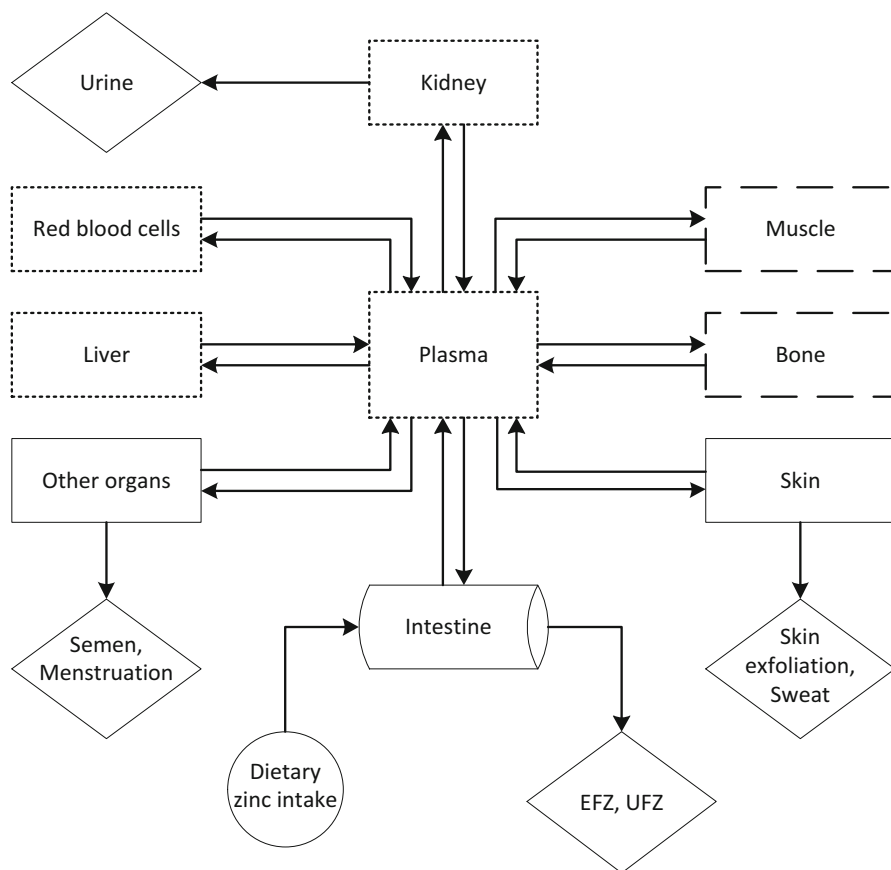 Urine
Kidney
Red blood cells
Muscle
Liver
Plasma
Bone
Other organs
Skin
Semen,
Menstruation
Intestine
Skin
exfoliation,
Sweat
Dietary
zinc intake
EFZ, UFZ